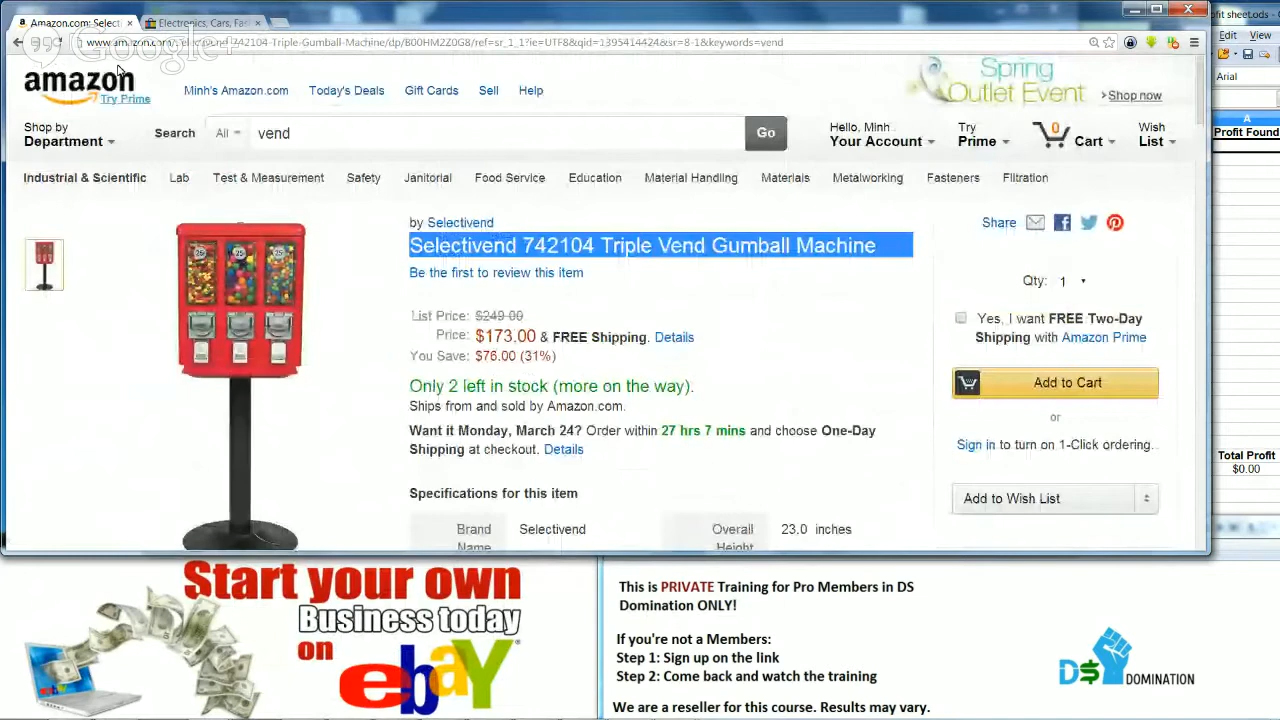 Amazon.com: Selecti
Electronics, Cars, Fas
ofit sheet.ods -
www.amazon.com/Selectivend-742104-Triple-Gumball-Machine/dp/B00HM2Z0G8/ref=sr_1_1?ie=UTF8&qid=1395414424&sr=8-1&keywords=vend
Edit View
Google+
Arial
amazon
Try Prime
Minh's Amazon.com
Today's Deals
Gift Cards
Sell
Help
Spring
Outlet Event
Shop now
Shop by
Department
Search
All
vend
Go
Hello, Minh
Your Account
Try
Prime
0
Cart
Wish
List
A
Profit Found
Industrial & Scientific
Lab
Test & Measurement
Safety
Janitorial
Food Service
Education
Material Handling
Materials
Metalworking
Fasteners
Filtration
by Selectivend
Selectivend 742104 Triple Vend Gumball Machine
Be the first to review this item
List Price: $249.00
Price: $173.00 & FREE Shipping. Details
You Save: $76.00 (31%)
Only 2 left in stock (more on the way).
Ships from and sold by Amazon.com.
Want it Monday, March 24? Order within 27 hrs 7 mins and choose One-Day
Shipping at checkout. Details
Specifications for this item
Brand
Name
Selectivend
Overall
Height
23.0 inches
Share
Qty: 1
Yes, I want FREE Two-Day
Shipping with Amazon Prime
Add to Cart
or
Sign in to turn on 1-Click ordering.
Add to Wish List
Total Profit
$0.00
25¢
25¢
25¢
Start your own
Business today
on
ebay
This is PRIVATE Training for Pro Members in DS
Domination ONLY!
If you're not a Members:
Step 1: Sign up on the link
Step 2: Come back and watch the training
We are a reseller for this course. Results may vary.
D$ DOMINATION